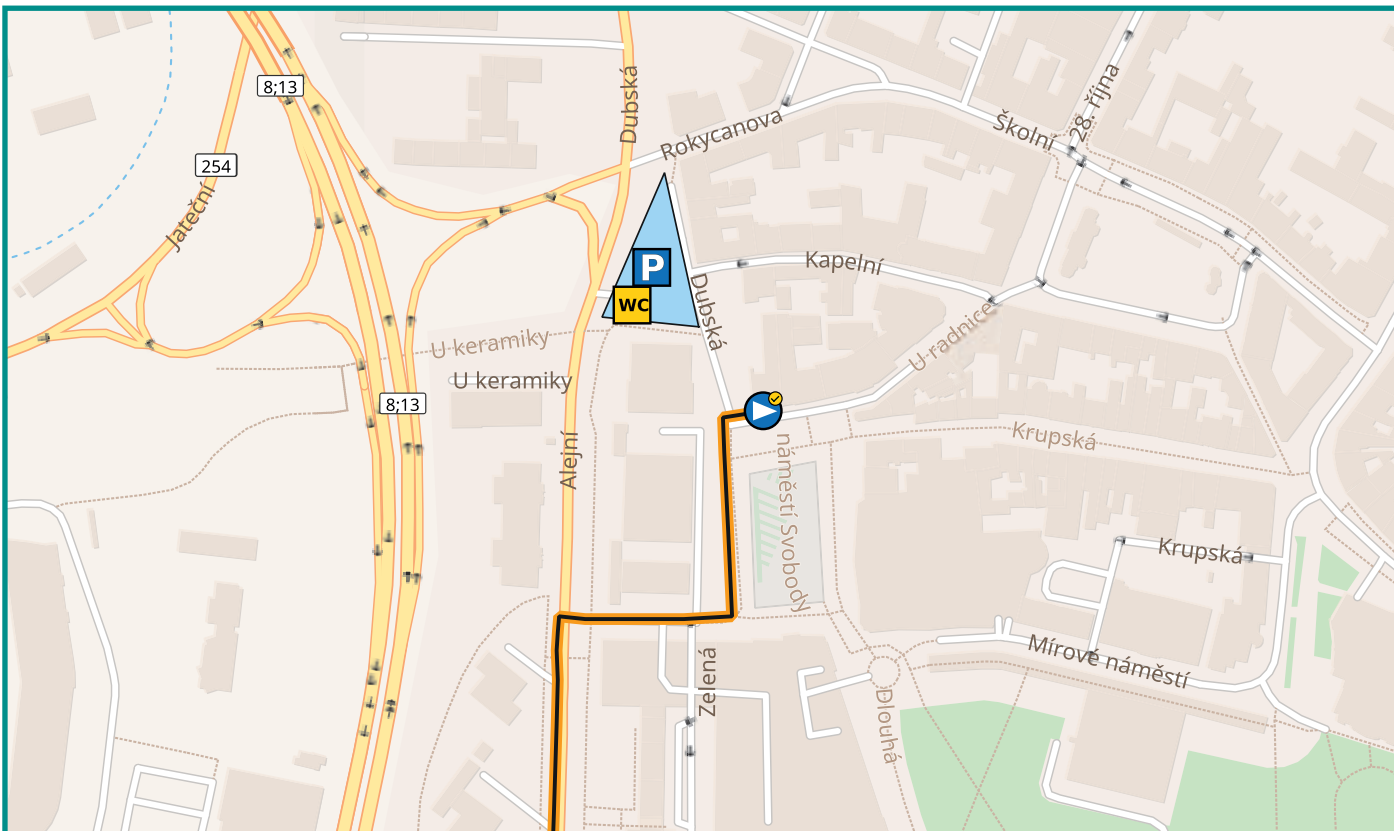 8;13
Dubská
Rokycanova
Školní
28. října
254
Jateční
Kapelní
P
WC
Dubská
U radnice
U keramiky
U keramiky
8;13
Alejní
náměstí Svobody
Krupská
Krupská
Mírové náměstí
Zelená
Dlouhá